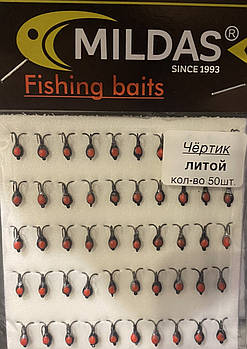 MILDAS®
SINCE 1993
Fishing baits
Чёртик
литой
кол-во 50шт.